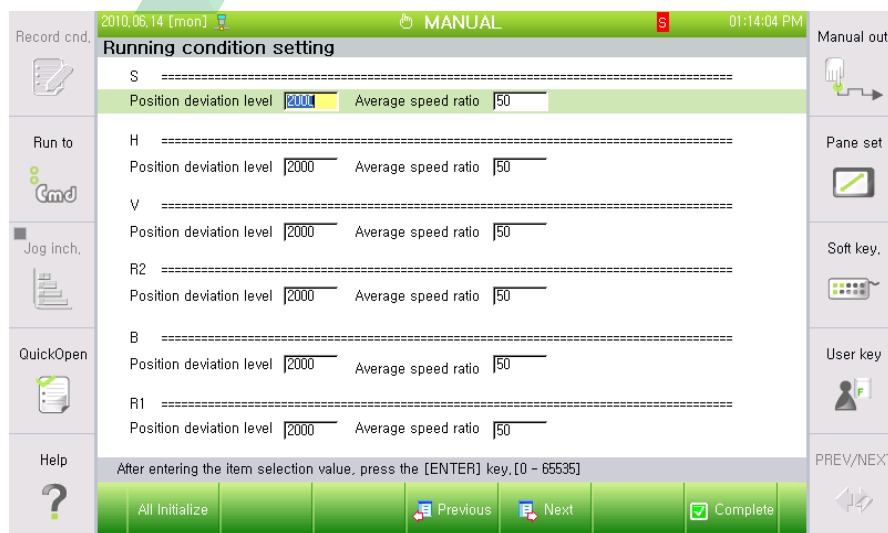 2010,06,14 [mon] MANUAL S 01:14:04 PM
Record cnd,
Manual out
Running condition setting
S ======================================================================
Position deviation level 2000 Average speed ratio 50
Run to
Pane set
H ======================================================================
Position deviation level 2000 Average speed ratio 50
Cmd
V ======================================================================
Position deviation level 2000 Average speed ratio 50
Jog inch,
Soft key,
R2 ======================================================================
Position deviation level 2000 Average speed ratio 50
B ======================================================================
Position deviation level 2000 Average speed ratio 50
QuickOpen
User key
F
R1 ======================================================================
Position deviation level 2000 Average speed ratio 50
Help
PREV/NEX
After entering the item selection value, press the [ENTER] key,[0 - 65535]
All Initialize Previous Next Complete
?